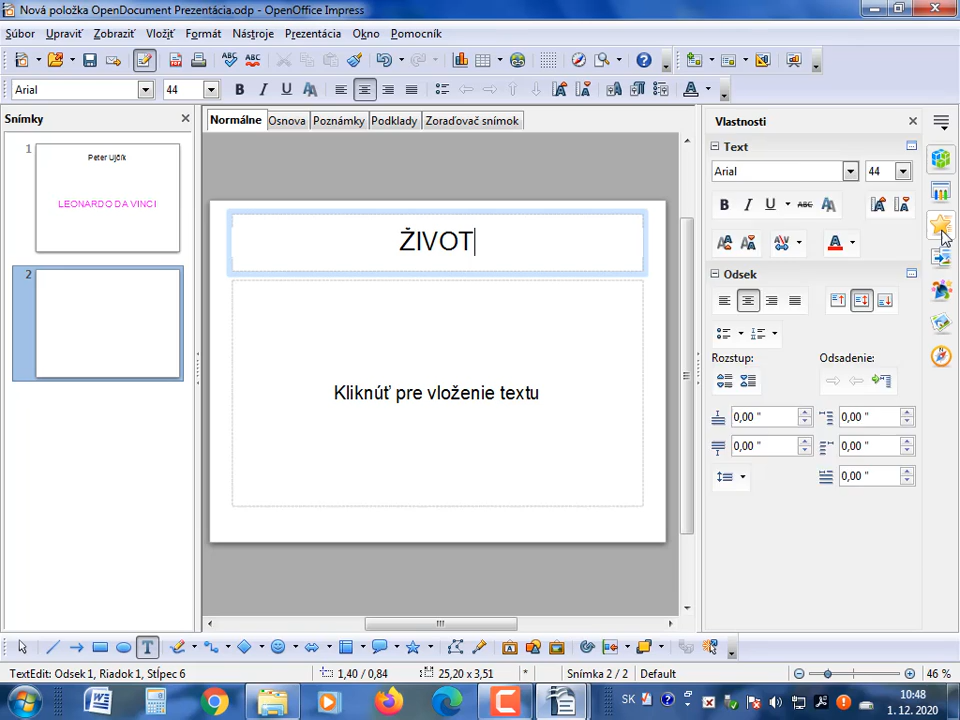 Nová položka OpenDocument Prezentácia.odp - OpenOffice Impress
Súbor Upraviť Zobraziť Vložiť Formát Nástroje Prezentácia Okno Pomocník
Arial 44
Snímky
1
Peter Ujčík
LEONARDO DA VINCI
2
Normálne Osnova Poznámky Podklady Zoraďovač snímok
ŽIVOT
Kliknúť pre vloženie textu
Vlastnosti
Text
Arial 44
Odsek
Rozstup: Odsadenie:
0,00 " 0,00 "
0,00 " 0,00 "
0,00 "
TextEdit: Odsek 1, Riadok 1, Stĺpec 6 1,40 / 0,84 25,20 x 3,51 * Snímka 2 / 2 Default 46 %
SK 10:48
1. 12. 2020